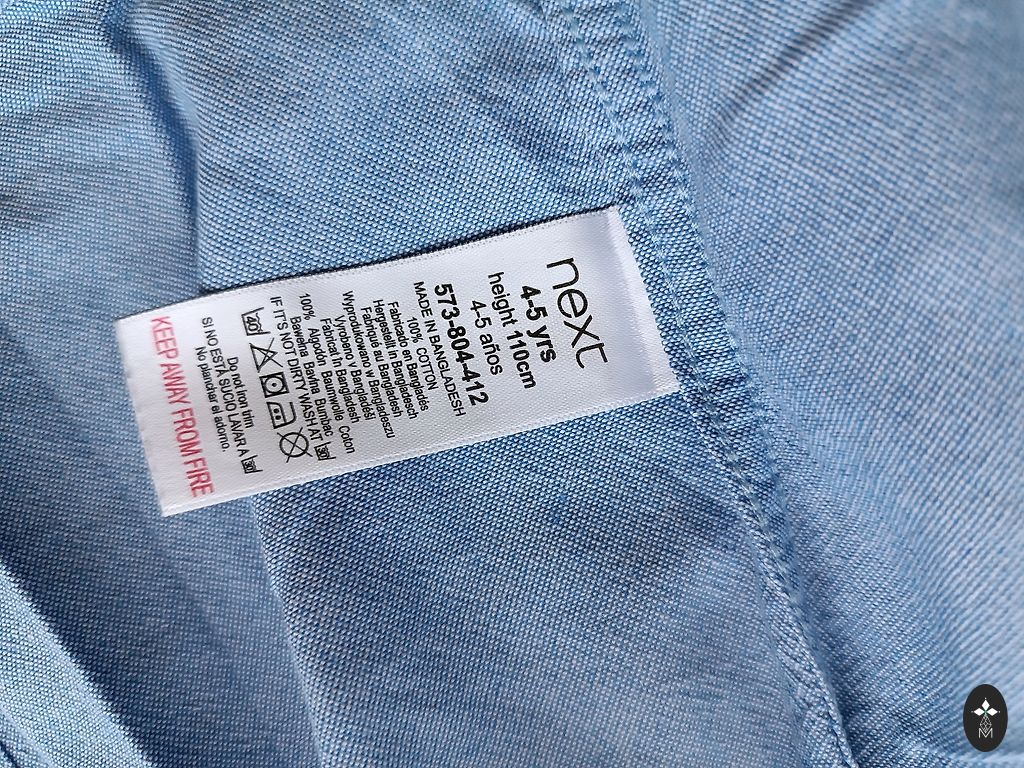 next
4-5 yrs
height 110cm
4-5 años
573-804-412
MADE IN BANGLADESH
100% COTTON
Fabricado en Bangladés
Hergestellt in Bangladesch
Fabriqué au Bangladesh
Wyprodukowano w Bangladeszu
Vyrobeno v Bangladéši
Fabricat în Bangladesh
100% Algodón Baumwolle Coton
Bawełna Bavlna Bumbac
IF IT'S NOT DIRTY WASH AT 30°
40°
Do not iron trim
SI NO ESTÁ SUCIO LAVAR A 30°
No planchar el adorno.
KEEP AWAY FROM FIRE
M